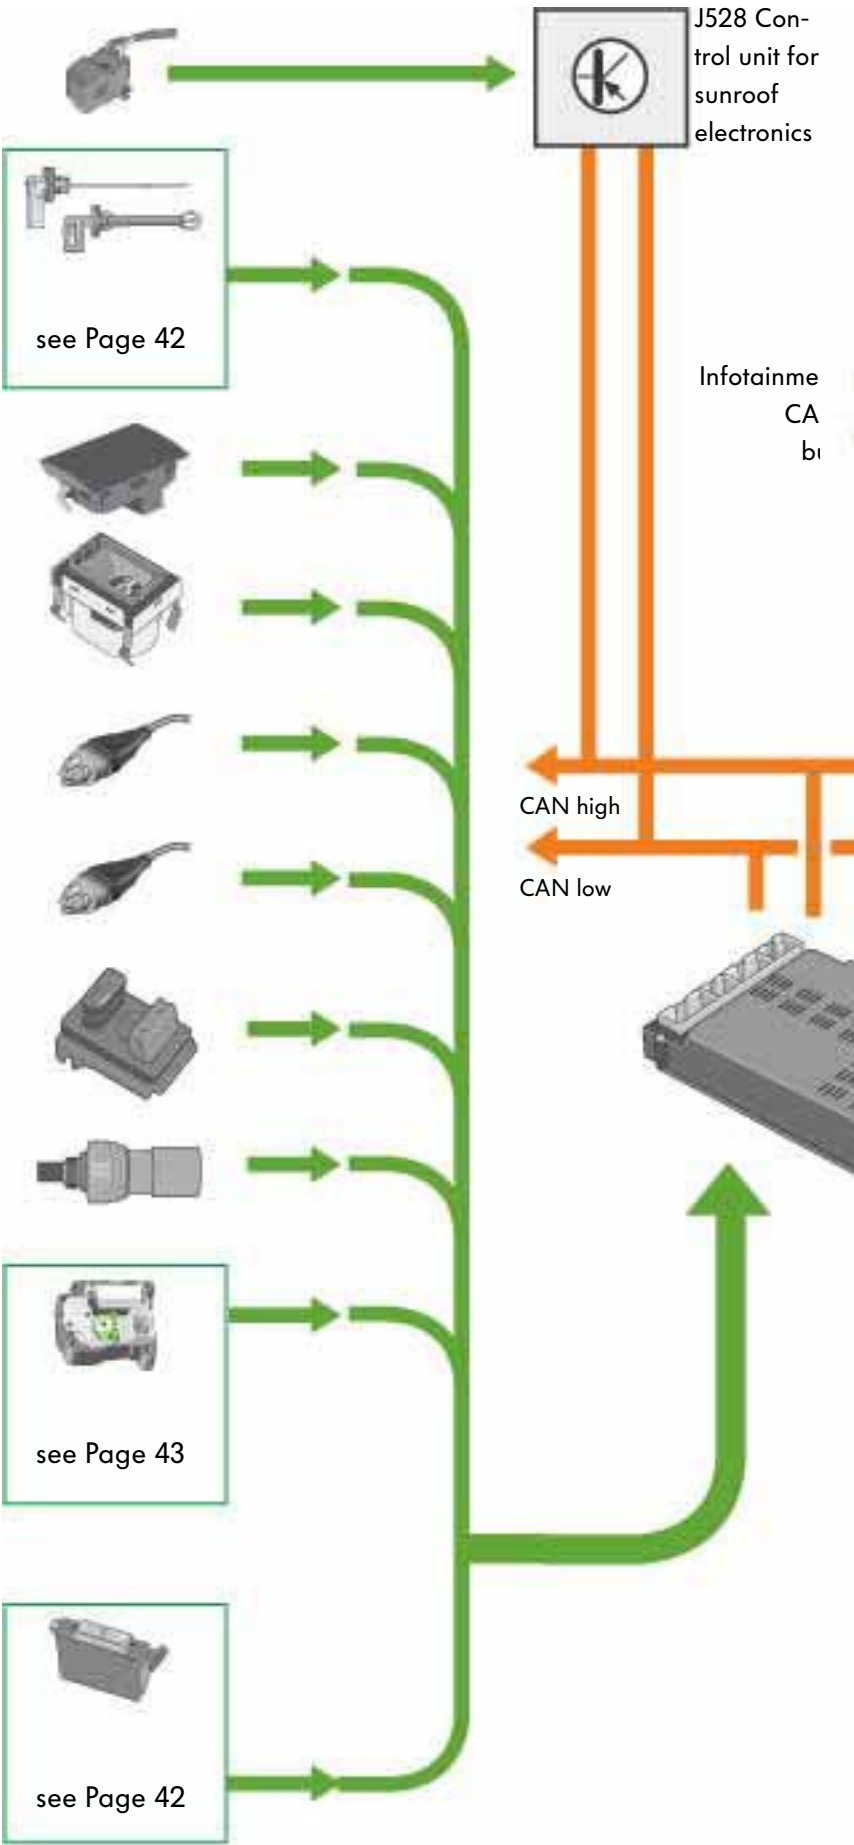 J528 Con-
trol unit for
sunroof
electronics
see Page 42
Infotainme
CA
CAN high
CAN low
see Page 43
see Page 42